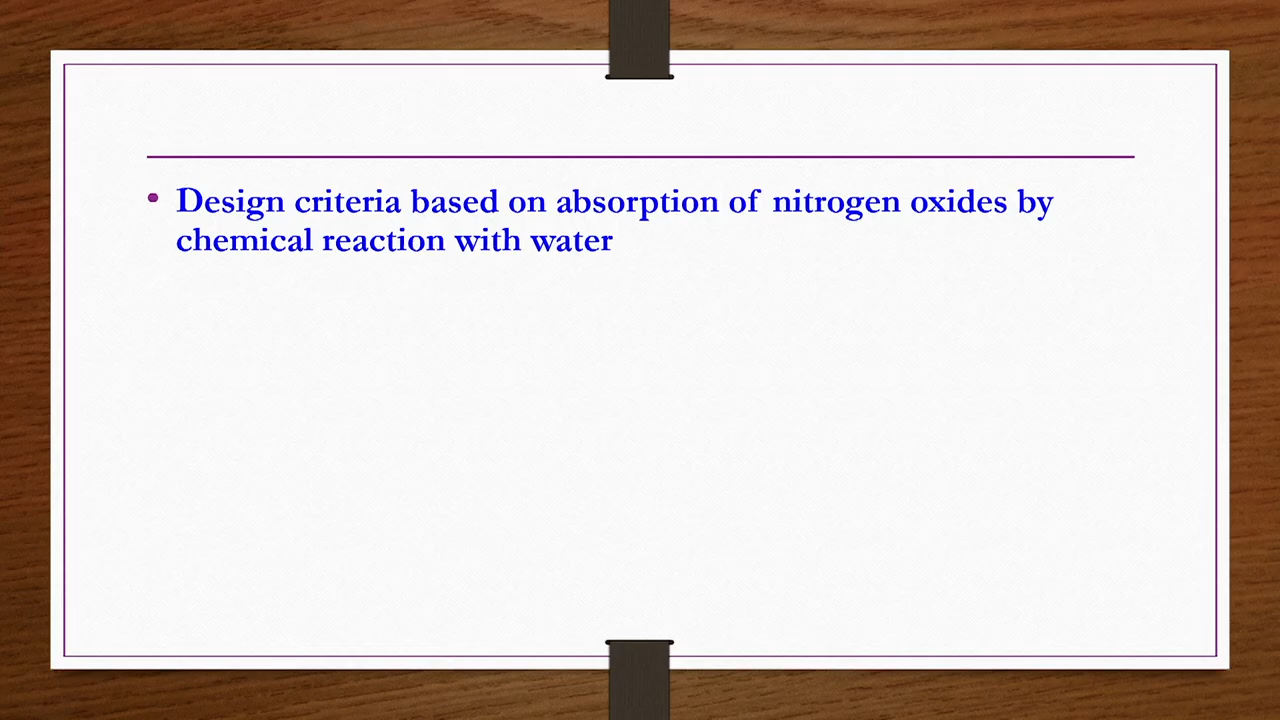 • Design criteria based on absorption of nitrogen oxides by
chemical reaction with water